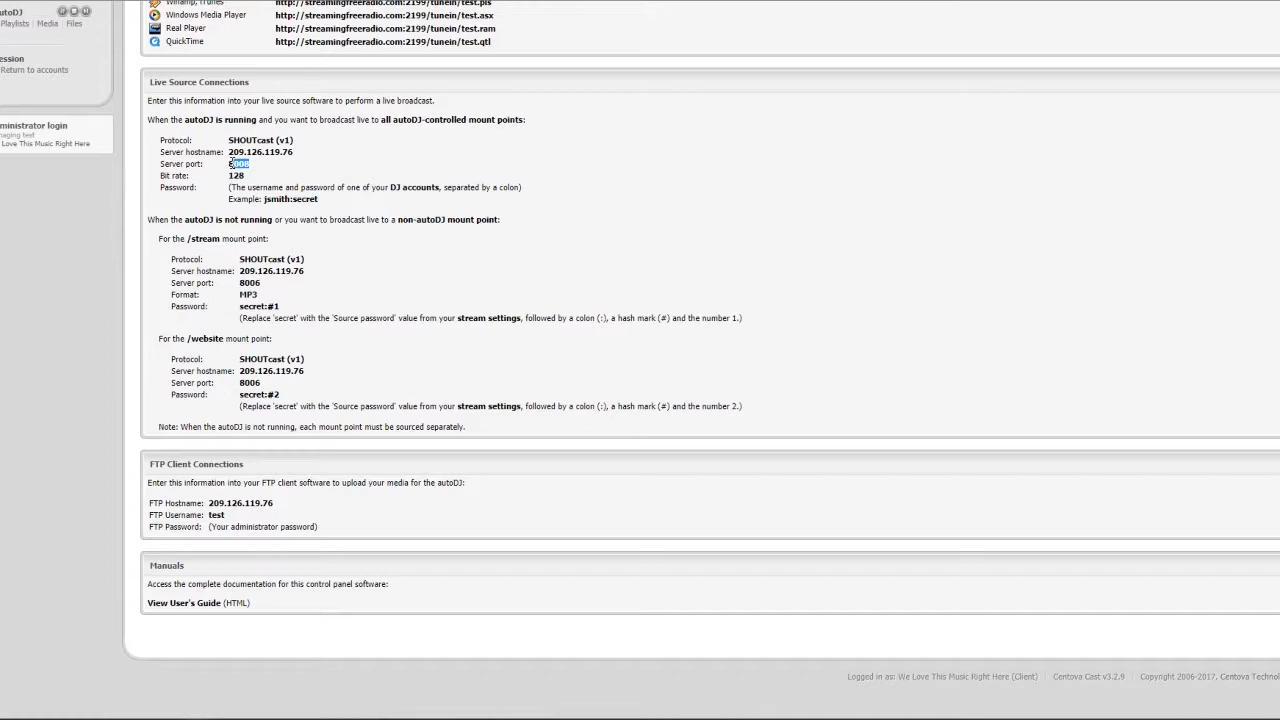 utoDJ
Playlists Media Files
ession
Return to accounts
ministrator login
naging test
Love This Music Right Here
Winamp, iTunes http://streamingfreeradio.com:2199/tunein/test.pls
Windows Media Player http://streamingfreeradio.com:2199/tunein/test.asx
Real Player http://streamingfreeradio.com:2199/tunein/test.ram
QuickTime http://streamingfreeradio.com:2199/tunein/test.qtl
Live Source Connections
Enter this information into your live source software to perform a live broadcast.
When the autoDJ is running and you want to broadcast live to all autoDJ-controlled mount points:
Protocol: SHOUTcast (v1)
Server hostname: 209.126.119.76
Server port: 8008
Bit rate: 128
Password: (The username and password of one of your DJ accounts, separated by a colon)
Example: jsmith:secret
When the autoDJ is not running or you want to broadcast live to a non-autoDJ mount point:
For the /stream mount point:
Protocol: SHOUTcast (v1)
Server hostname: 209.126.119.76
Server port: 8006
Format: MP3
Password: secret:#1
(Replace 'secret' with the 'Source password' value from your stream settings, followed by a colon (:), a hash mark (#) and the number 1.)
For the /website mount point:
Protocol: SHOUTcast (v1)
Server hostname: 209.126.119.76
Server port: 8006
Password: secret:#2
(Replace 'secret' with the 'Source password' value from your stream settings, followed by a colon (:), a hash mark (#) and the number 2.)
Note: When the autoDJ is not running, each mount point must be sourced separately.
FTP Client Connections
Enter this information into your FTP client software to upload your media for the autoDJ:
FTP Hostname: 209.126.119.76
FTP Username: test
FTP Password: (Your administrator password)
Manuals
Access the complete documentation for this control panel software:
View User's Guide (HTML)
Logged in as: We Love This Music Right Here (Client) Centova Cast v3.2.9 Copyright 2006-2017, Centova Technol